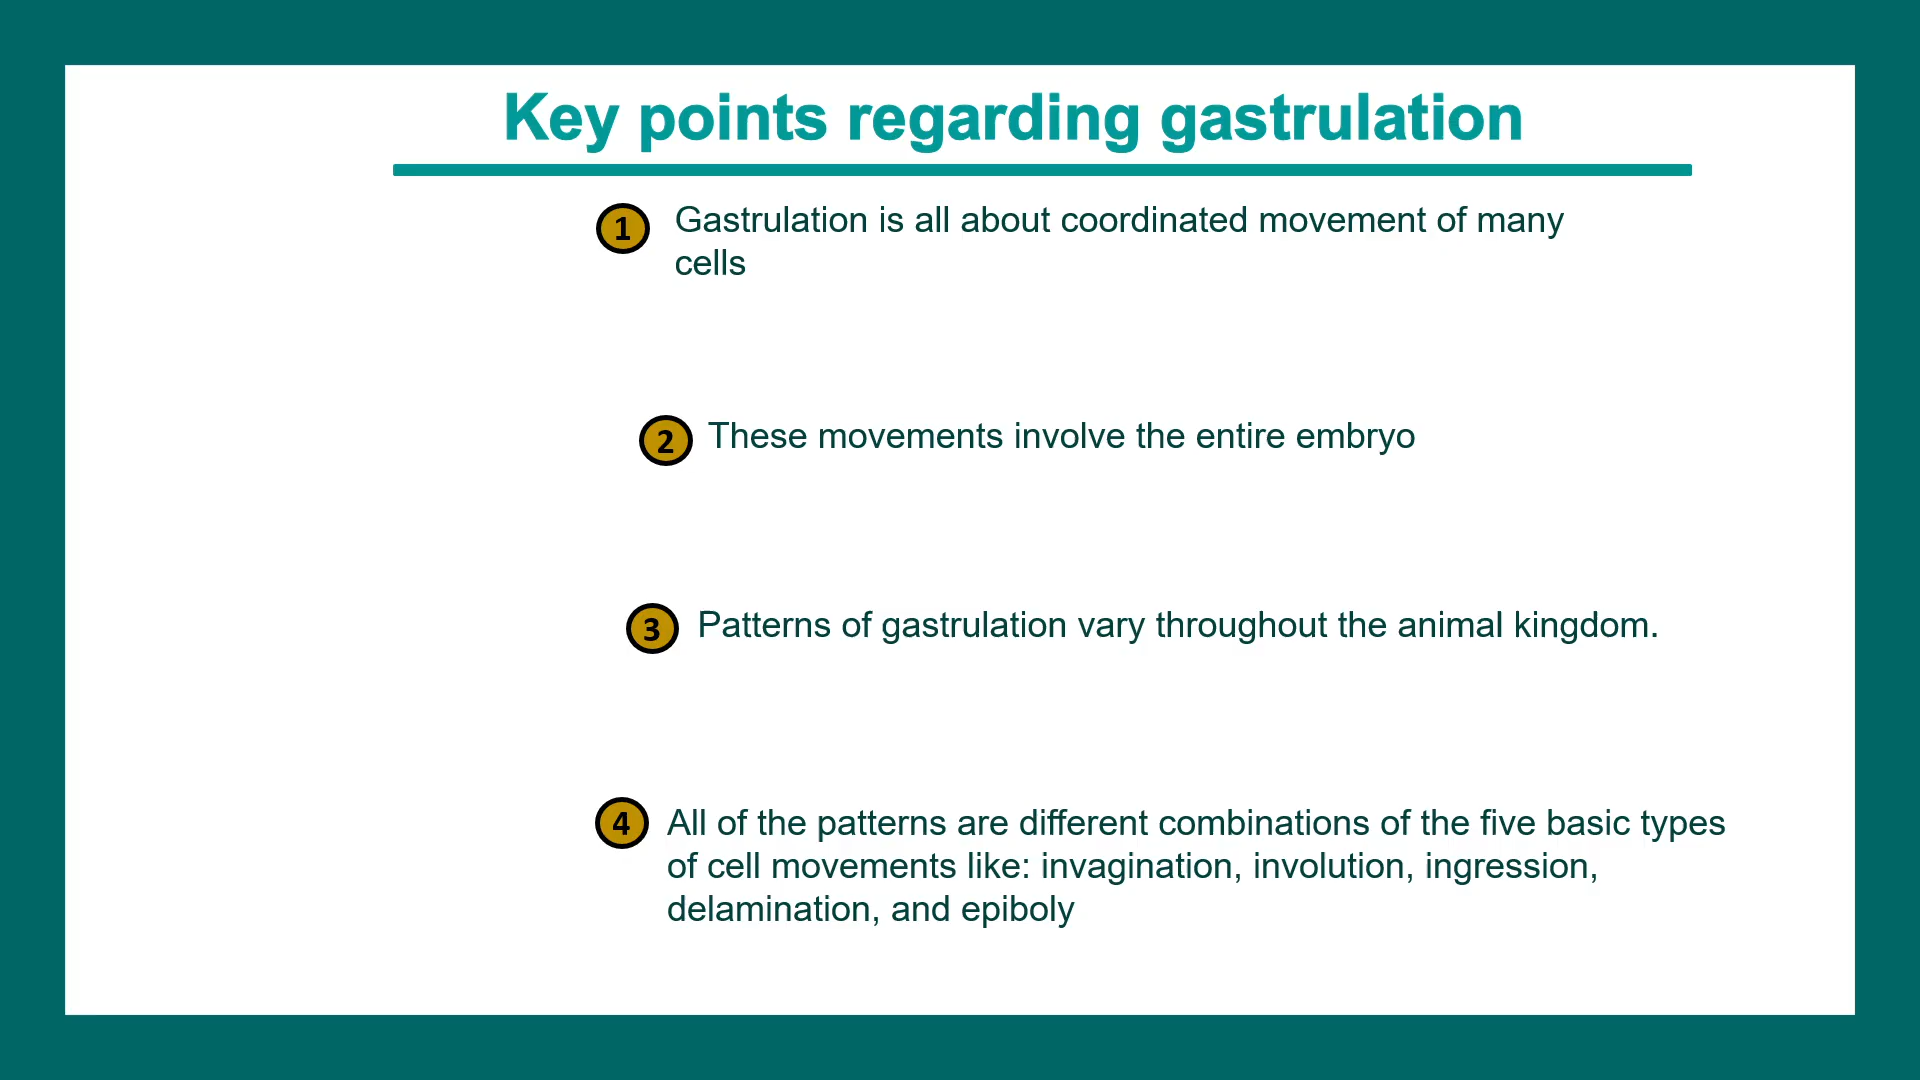 Key points regarding gastrulation
1 Gastrulation is all about coordinated movement of many
cells
2 These movements involve the entire embryo
3 Patterns of gastrulation vary throughout the animal kingdom.
4 All of the patterns are different combinations of the five basic types
of cell movements like: invagination, involution, ingression,
delamination, and epiboly